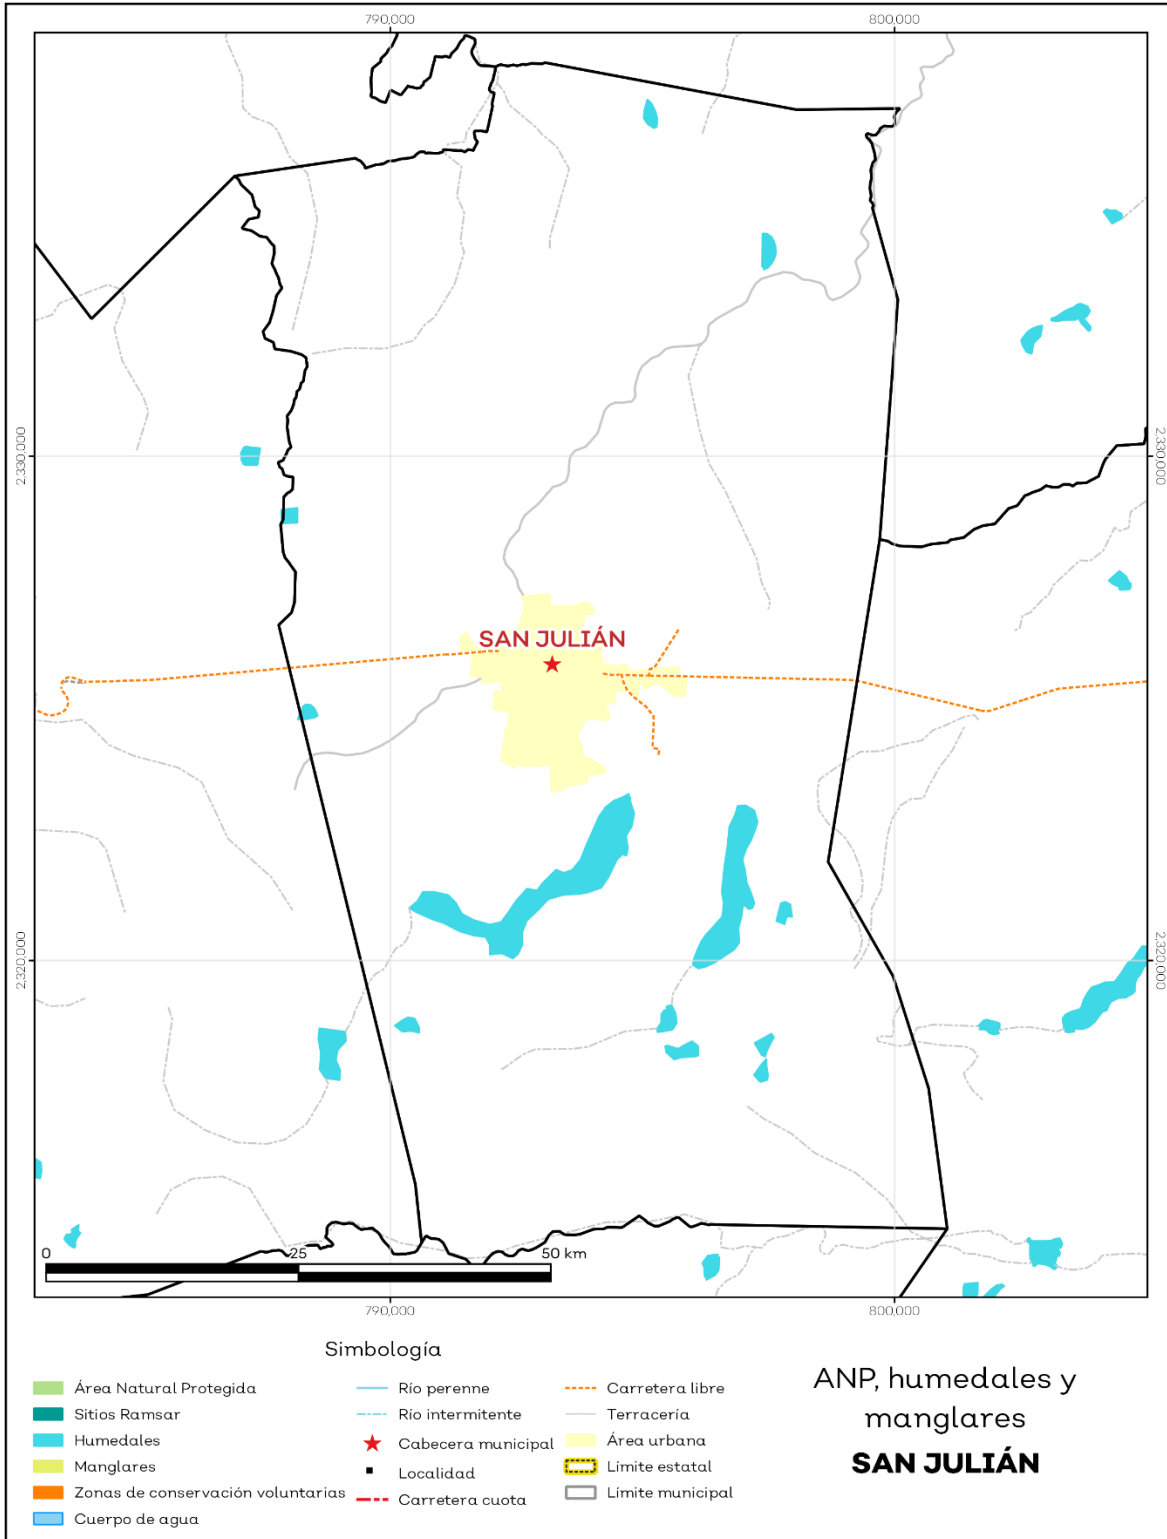 790,000
800,000
2,330,000
2,330,000
SAN JULIÁN
2,320,000
2,320,000
0
25
50 km
790,000
800,000
Simbología
Área Natural Protegida
Sitios Ramsar
Humedales
Manglares
Zonas de conservación voluntarias
Cuerpo de agua
Río perenne
Río intermitente
Cabecera municipal
Localidad
Carretera cuota
Carretera libre
Terracería
Área urbana
Límite estatal
Límite municipal
ANP, humedales y
manglares
SAN JULIÁN